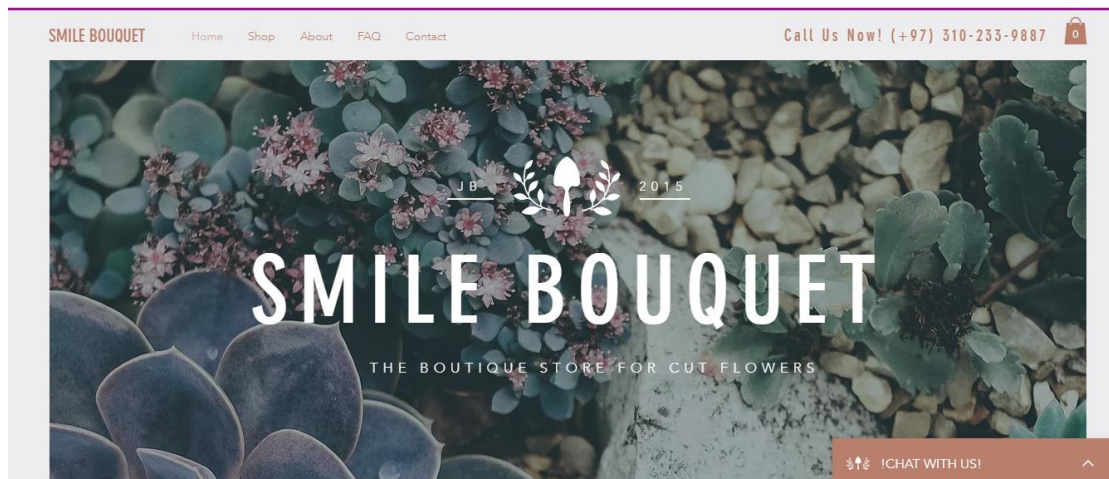 SMILE BOUQUET Home Shop About FAQ Contact Call Us Now! (+97) 310-233-9887 0
JB 2015
SMILE BOUQUET
THE BOUTIQUE STORE FOR CUT FLOWERS
!CHAT WITH US!